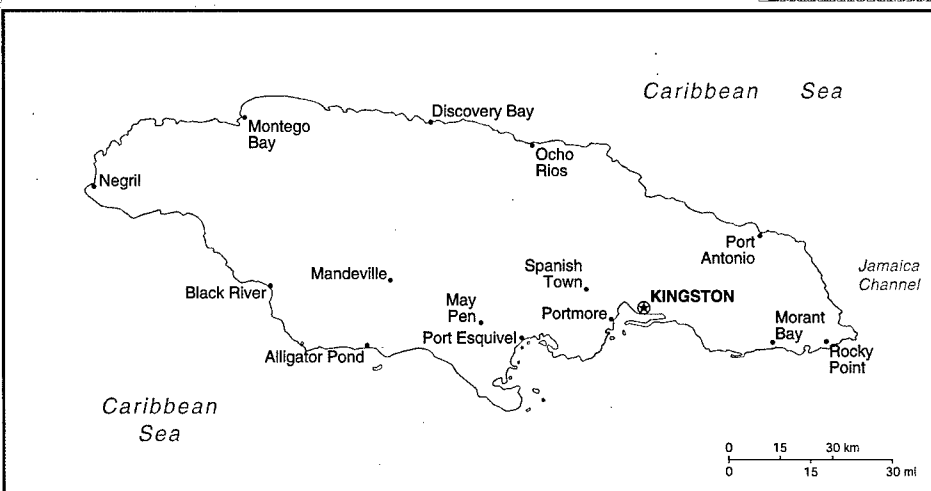 Caribbean Sea
Discovery Bay
Montego
Bay
Ocho
Rios
Negril
Port
Antonio
Jamaica
Channel
Spanish
Town
Mandeville
Black River
KINGSTON
May
Pen
Portmore
Morant
Bay
Port Esquivel
Alligator Pond
Rocky
Point
Caribbean
Sea
0 15 30 km
0 15 30 mi